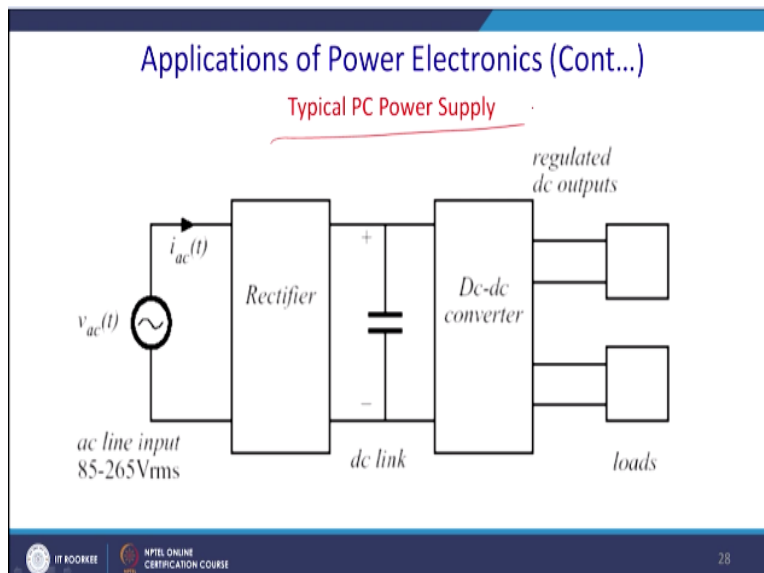 Applications of Power Electronics (Cont...)
Typical PC Power Supply
regulated
dc outputs
i_ac(t)
Rectifier
+
Dc-dc
converter
v_ac(t)
–
ac line input
85-265Vrms
dc link
loads
IIT ROORKEE
NPTEL ONLINE
CERTIFICATION COURSE
28